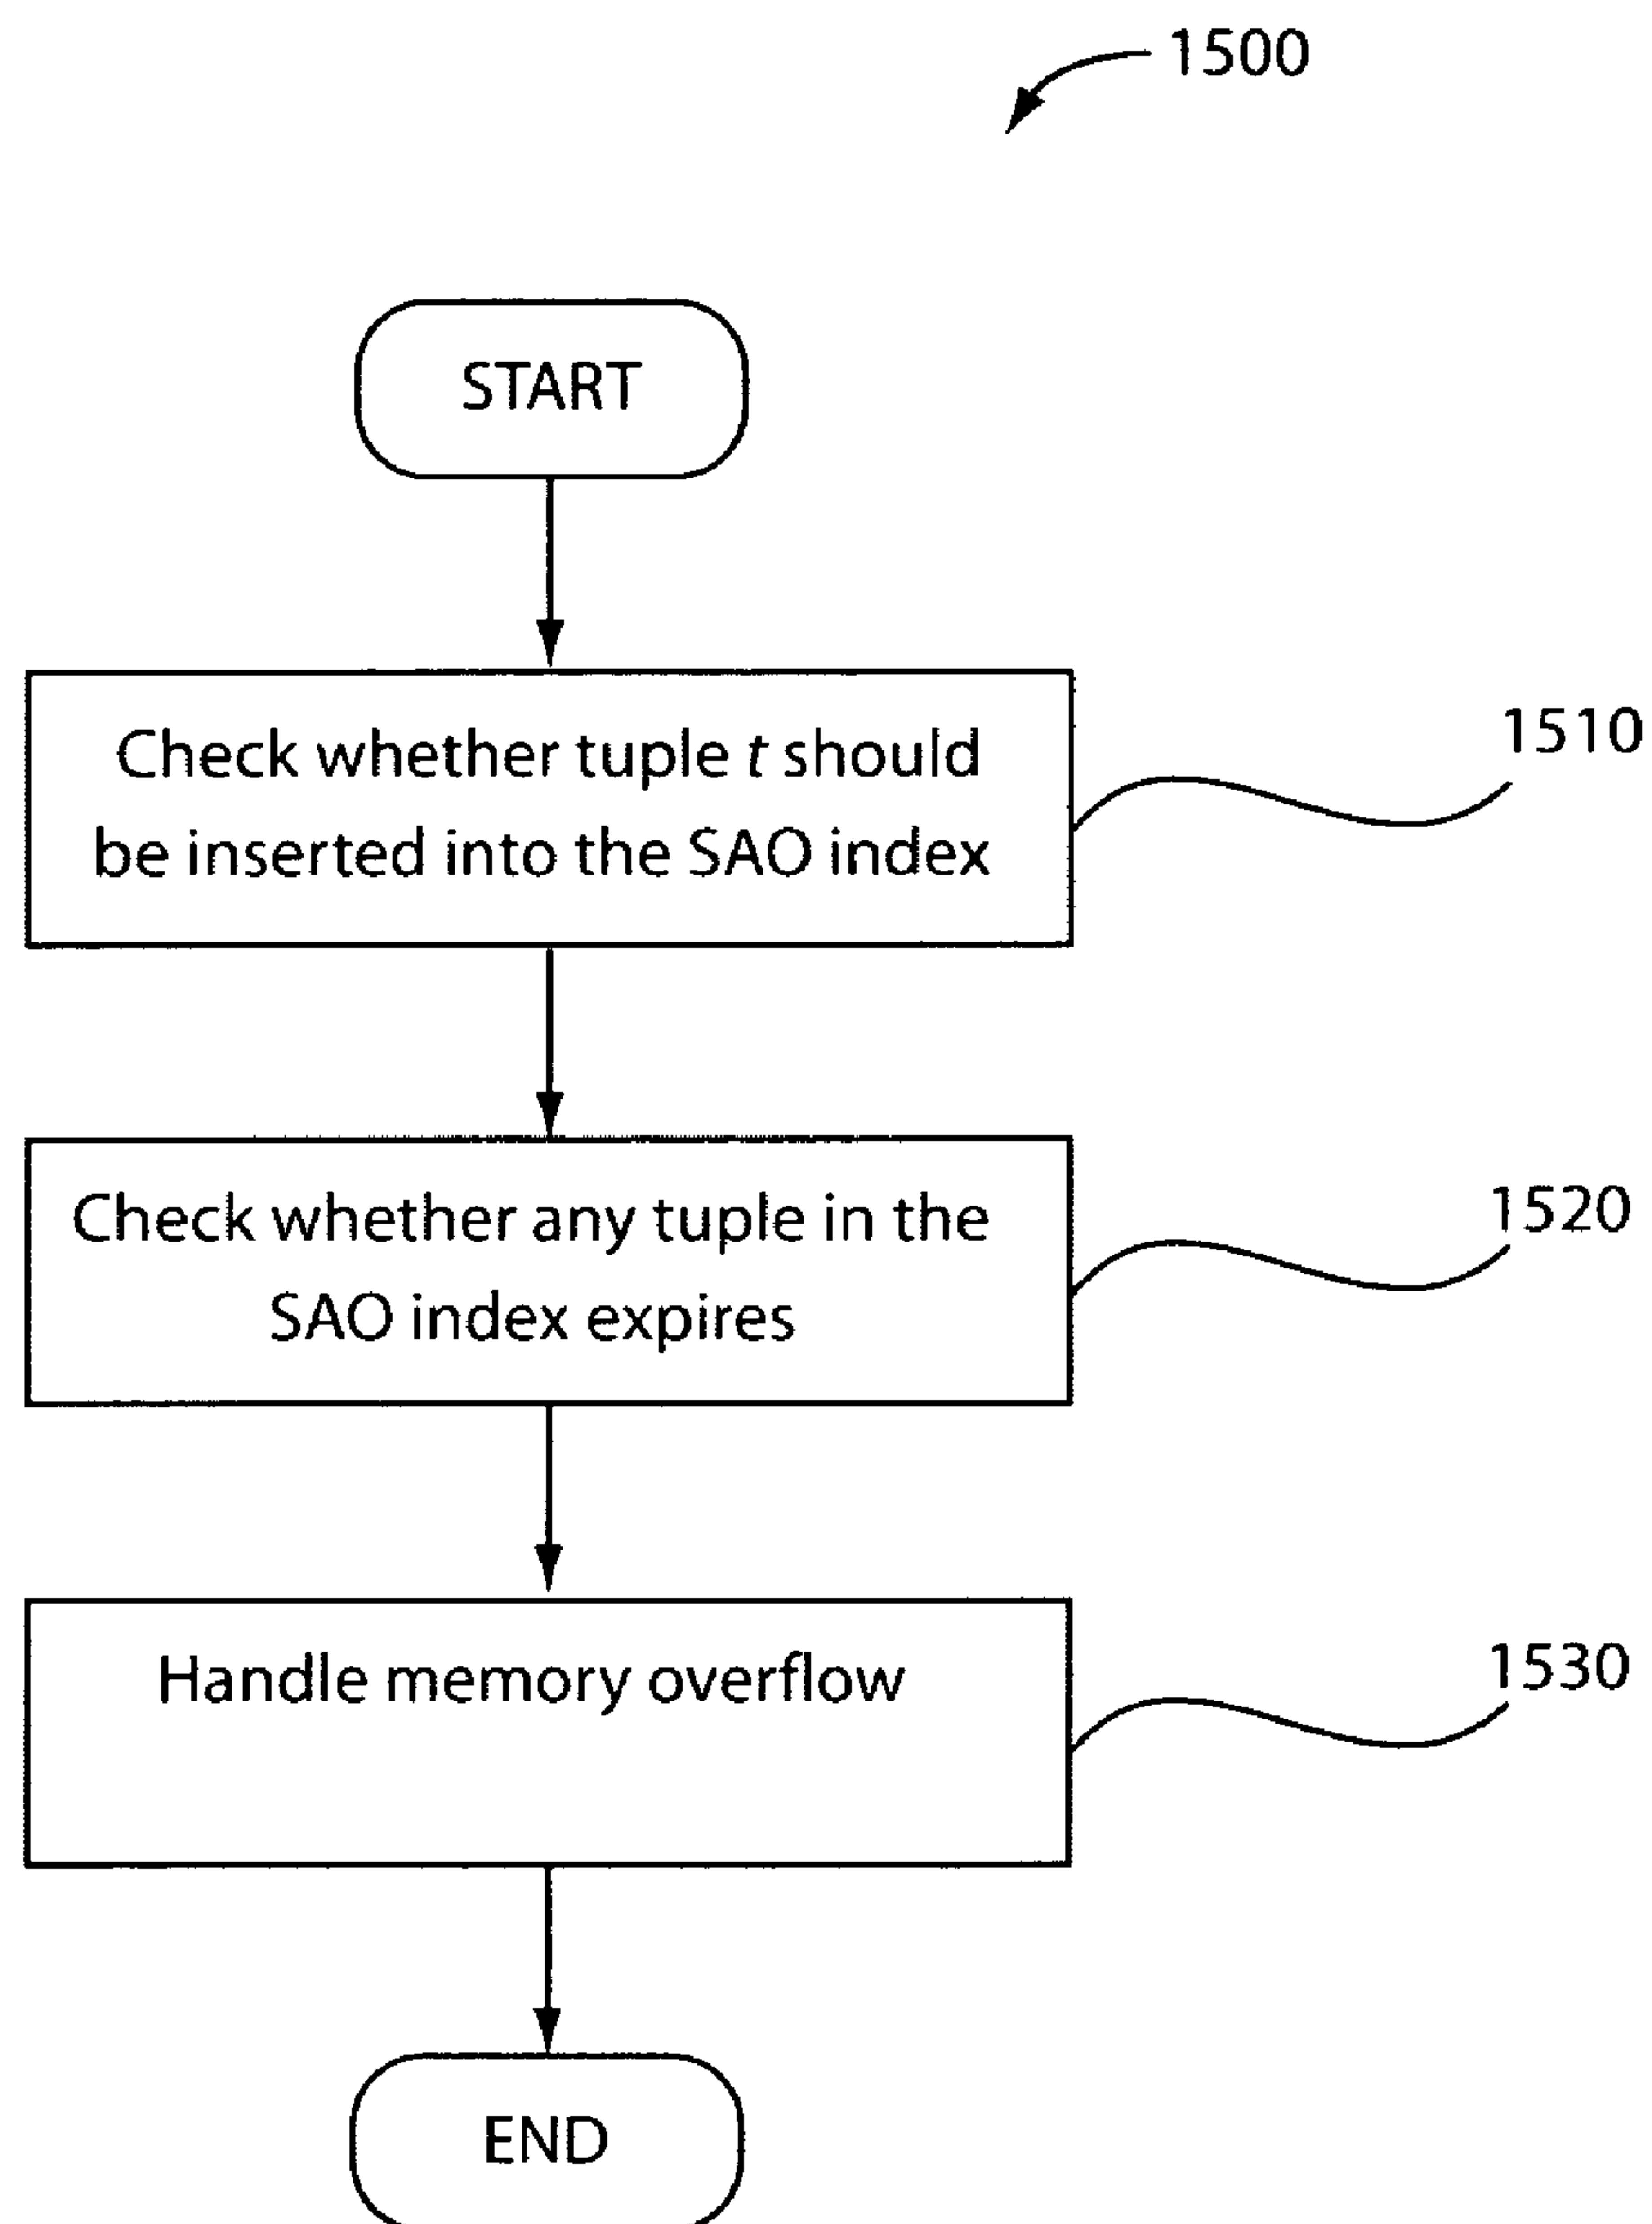 1500
START
Check whether tuple t should
be inserted into the SAO index
1510
Check whether any tuple in the
SAO index expires
1520
Handle memory overflow
1530
END